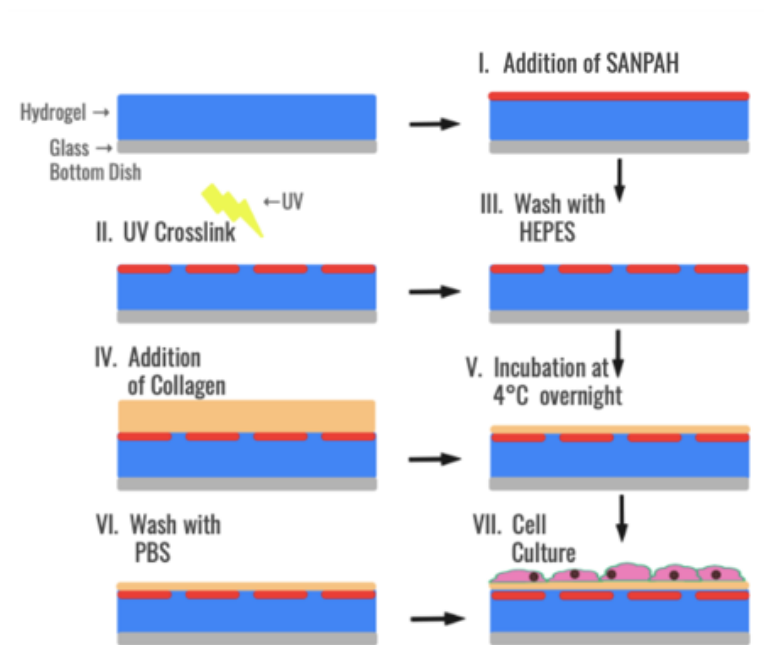 I. Addition of SANPAH
Hydrogel →
Glass →
Bottom Dish
←UV
II. UV Crosslink
III. Wash with
HEPES
IV. Addition
of Collagen
V. Incubation at
4°C overnight
VI. Wash with
PBS
VII. Cell
Culture